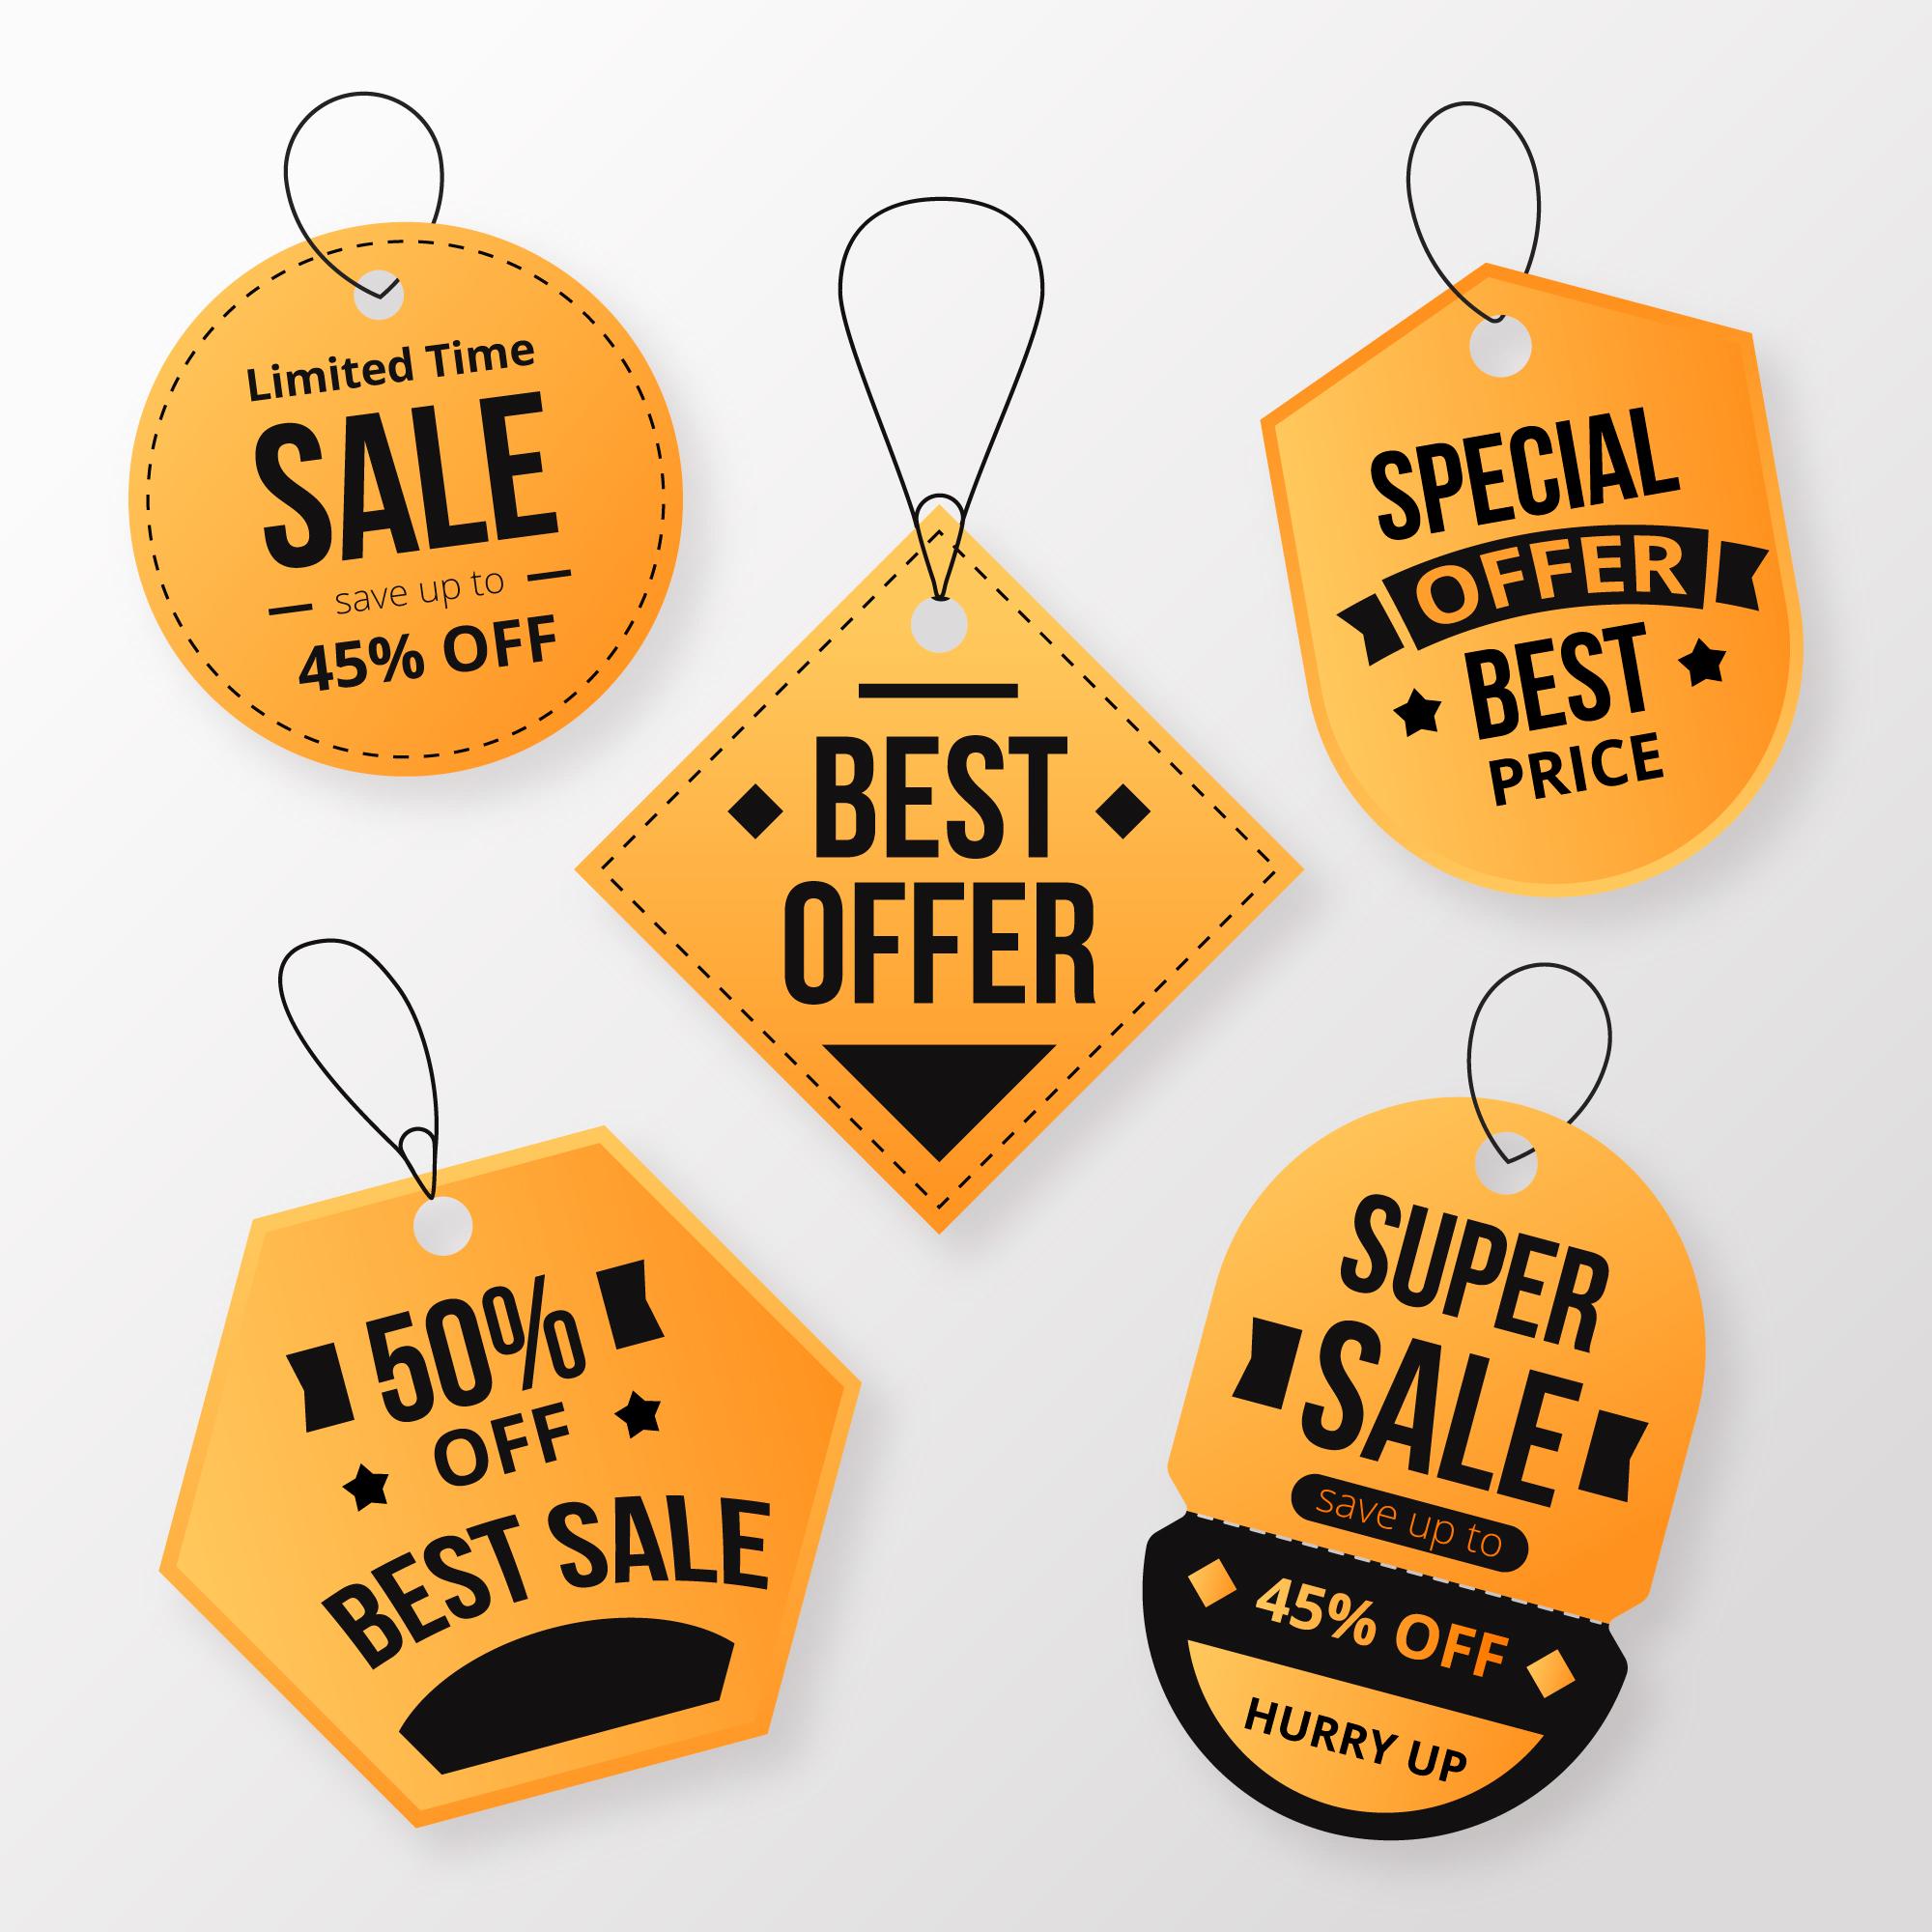 Limited Time
SALE
save up to
45% OFF
SPECIAL
OFFER
BEST
PRICE
BEST
OFFER
50%
OFF
BEST SALE
SUPER
SALE
save up to
45% OFF
HURRY UP